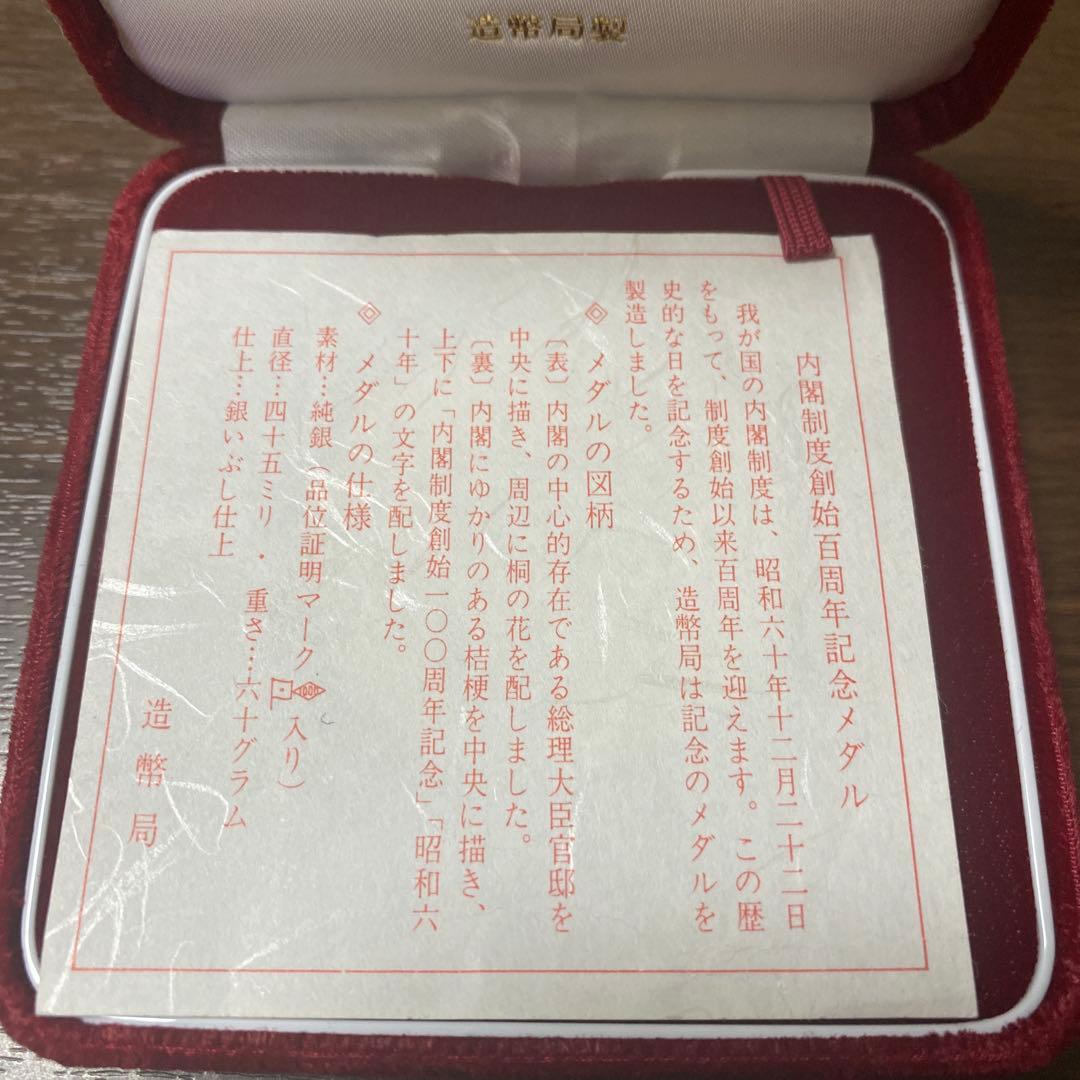 造幣局製
内閣制度創始百周年記念メダル
我が国の内閣制度は、昭和六十年十二月二十二日
をもって、制度創始以来百周年を迎えます。この歴
史的な日を記念するため、造幣局は記念のメダルを
製造しました。
◎ メダルの図柄
〔表〕内閣の中心的存在である総理大臣官邸を
中央に描き、周辺に桐の花を配しました。
〔裏〕内閣にゆかりのある桔梗を中央に描き、
上下に「内閣制度創始一〇〇周年記念」「昭和六
十年」の文字を配しました。
◎ メダルの仕様
素材…純銀（品位証明マーク入り）
直径…四十五ミリ・重さ…六十グラム
仕上…銀いぶし仕上
造幣局